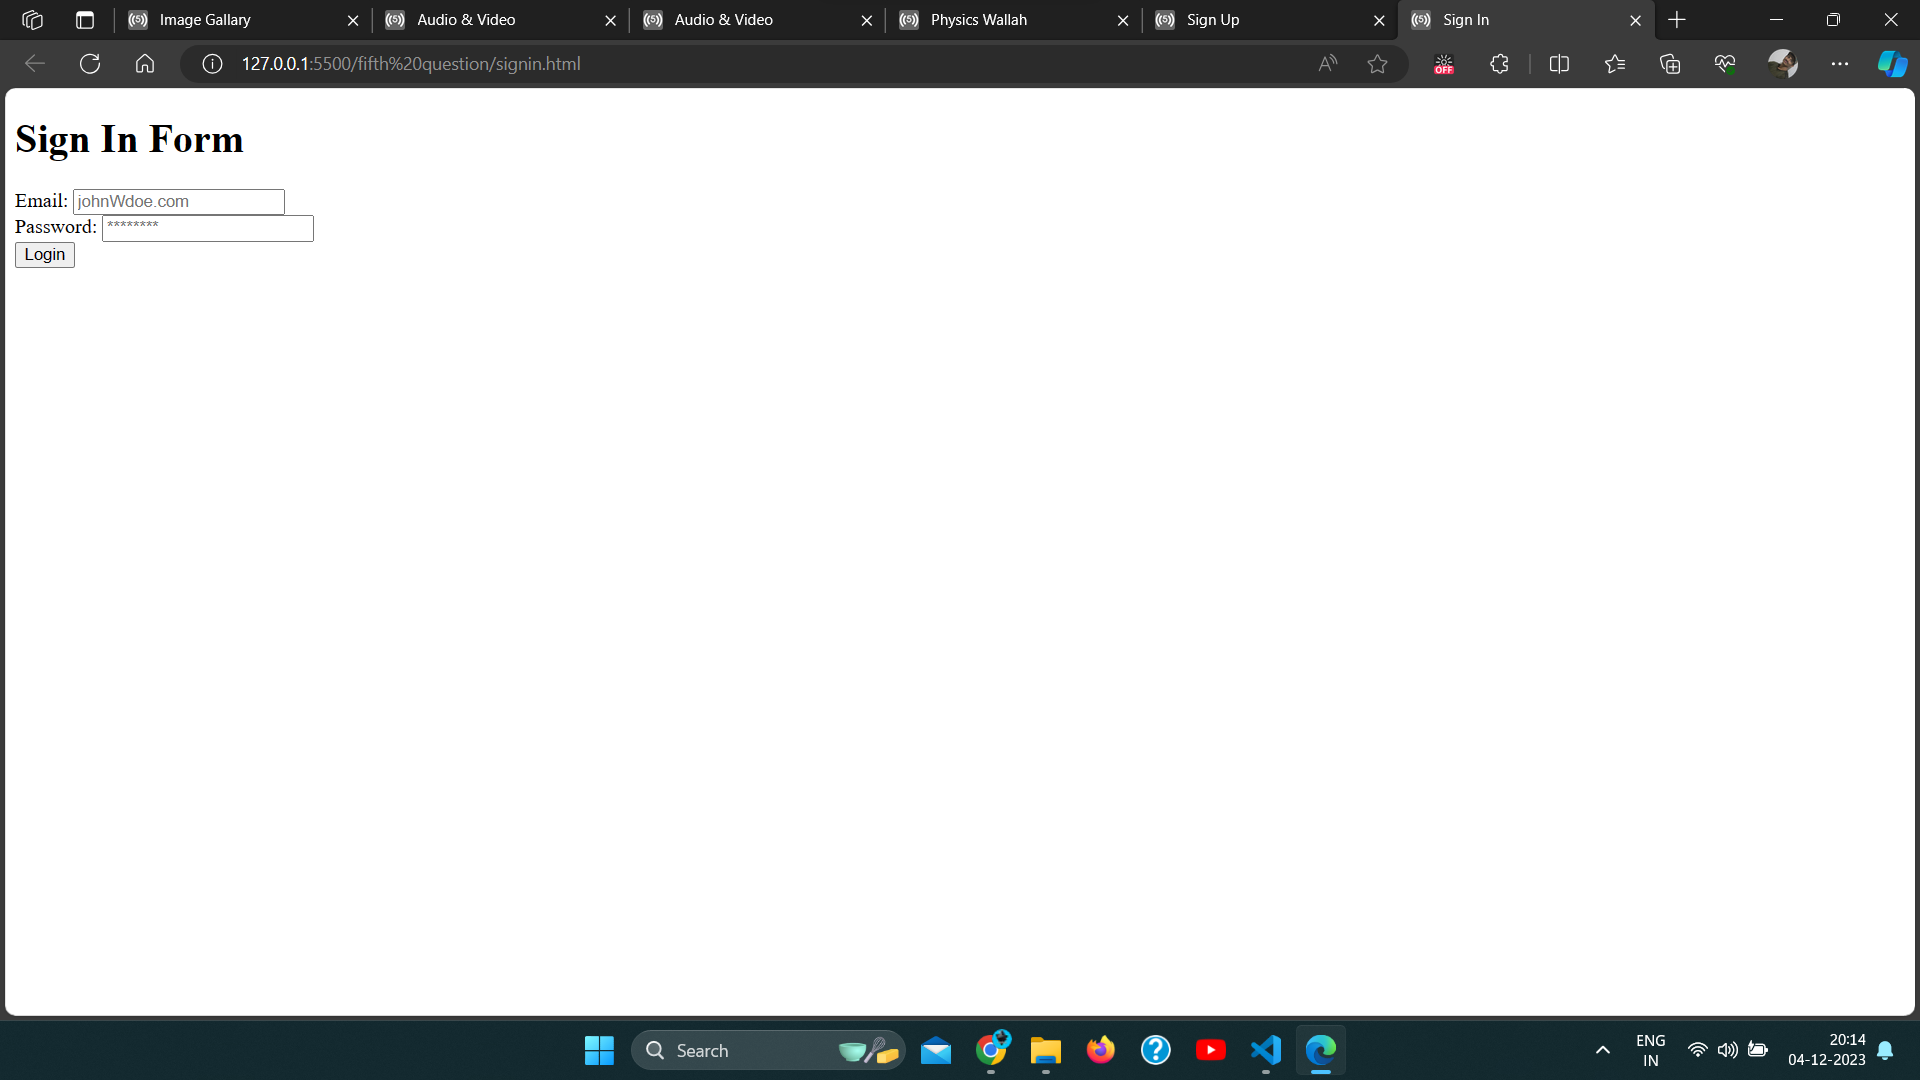 Image Gallary
Audio & Video
Audio & Video
Physics Wallah
Sign Up
Sign In
127.0.0.1:5500/fifth%20question/signin.html
OFF
Sign In Form
Email: johnWdoe.com
Password: ********
Login
Search
ENG
IN
20:14
04-12-2023